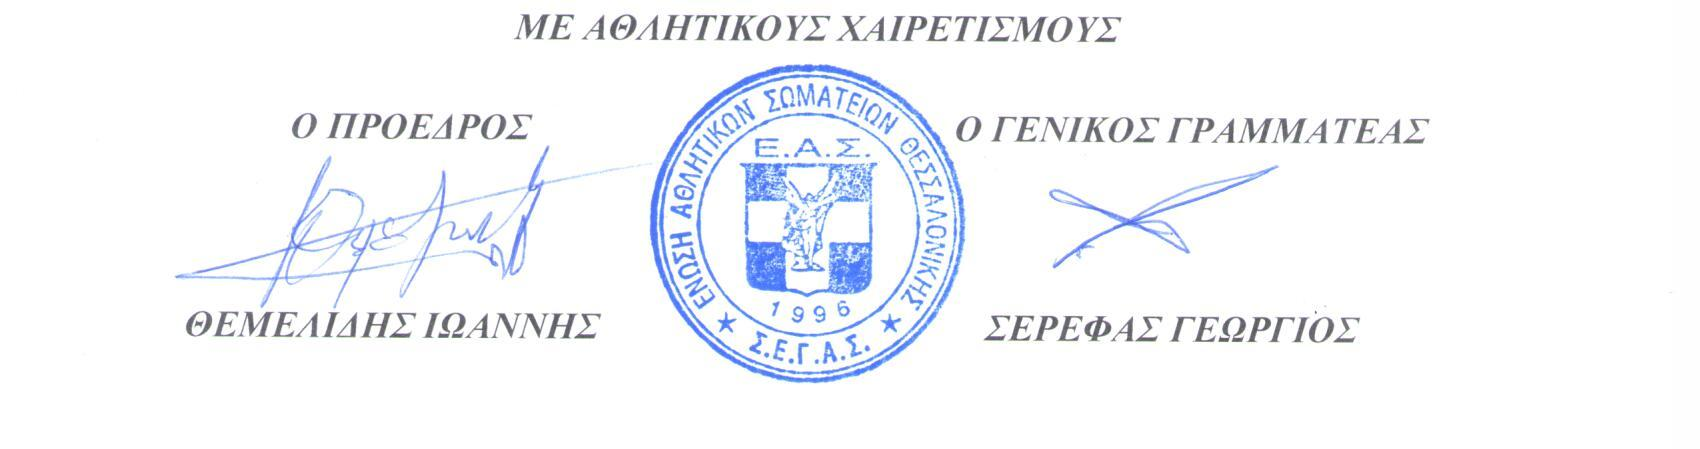 ΜΕ ΑΘΛΗΤΙΚΟΥΣ ΧΑΙΡΕΤΙΣΜΟΥΣ
Ο ΠΡΟΕΔΡΟΣ
Ο ΓΕΝΙΚΟΣ ΓΡΑΜΜΑΤΕΑΣ
ΕΝΩΣΗ ΑΘΛΗΤΙΚΩΝ ΣΩΜΑΤΕΙΩΝ ΘΕΣΣΑΛΟΝΙΚΗΣ
Ε.Α.Σ.
1996
★ Σ.Ε.Γ.Α.Σ. ★
ΘΕΜΕΛΙΔΗΣ ΙΩΑΝΝΗΣ
ΣΕΡΕΦΑΣ ΓΕΩΡΓΙΟΣ